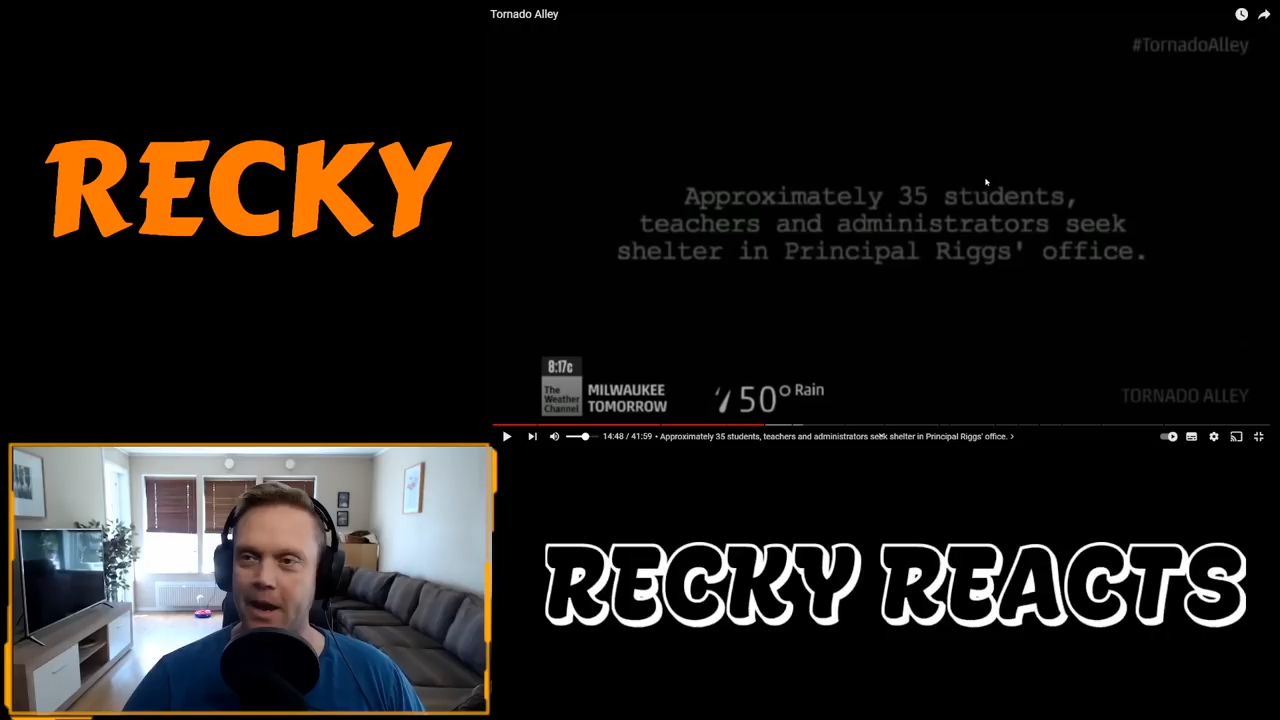 Tornado Alley
#TornadoAlley
RECKY
Approximately 35 students,
teachers and administrators seek
shelter in Principal Riggs' office.
8:17c
The
Weather
Channel
MILWAUKEE
TOMORROW
50° Rain
TORNADO ALLEY
14:48 / 41:59 • Approximately 35 students, teachers and administrators seek shelter in Principal Riggs' office.
RECKY REACTS